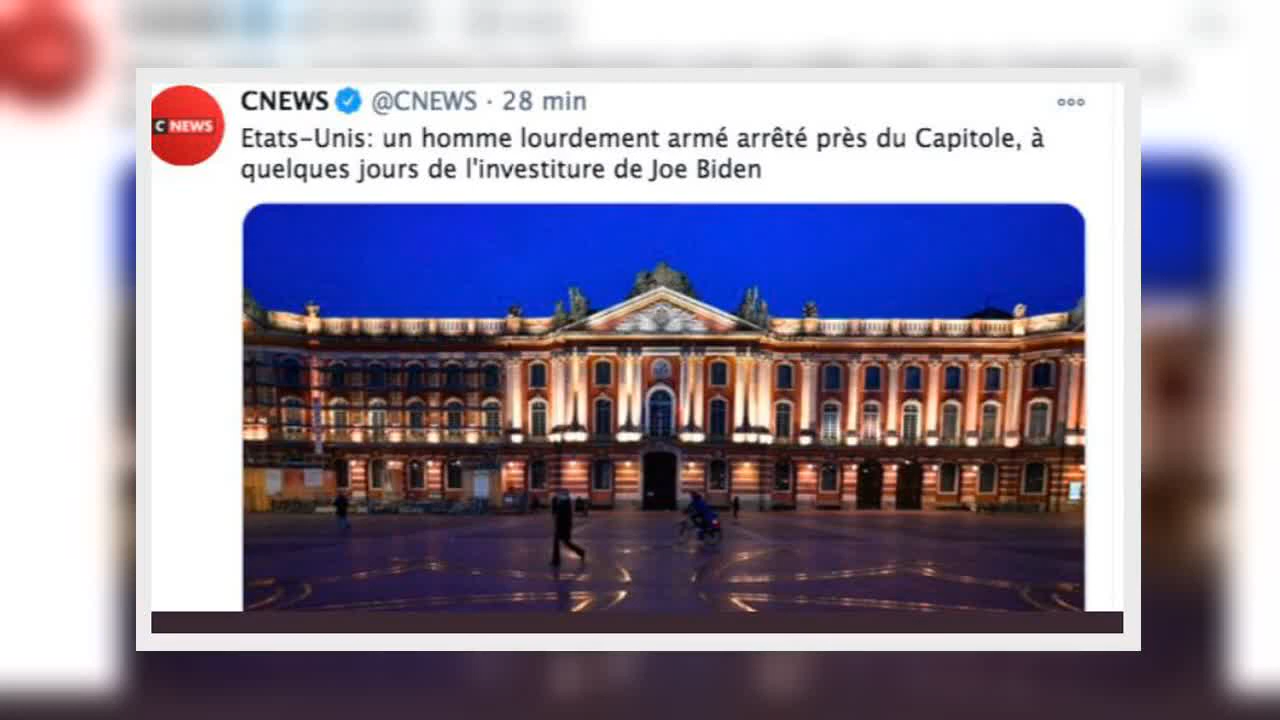 CNEWS @CNEWS · 28 min
C NEWS
Etats-Unis: un homme lourdement armé arrêté près du Capitole, à
quelques jours de l'investiture de Joe Biden